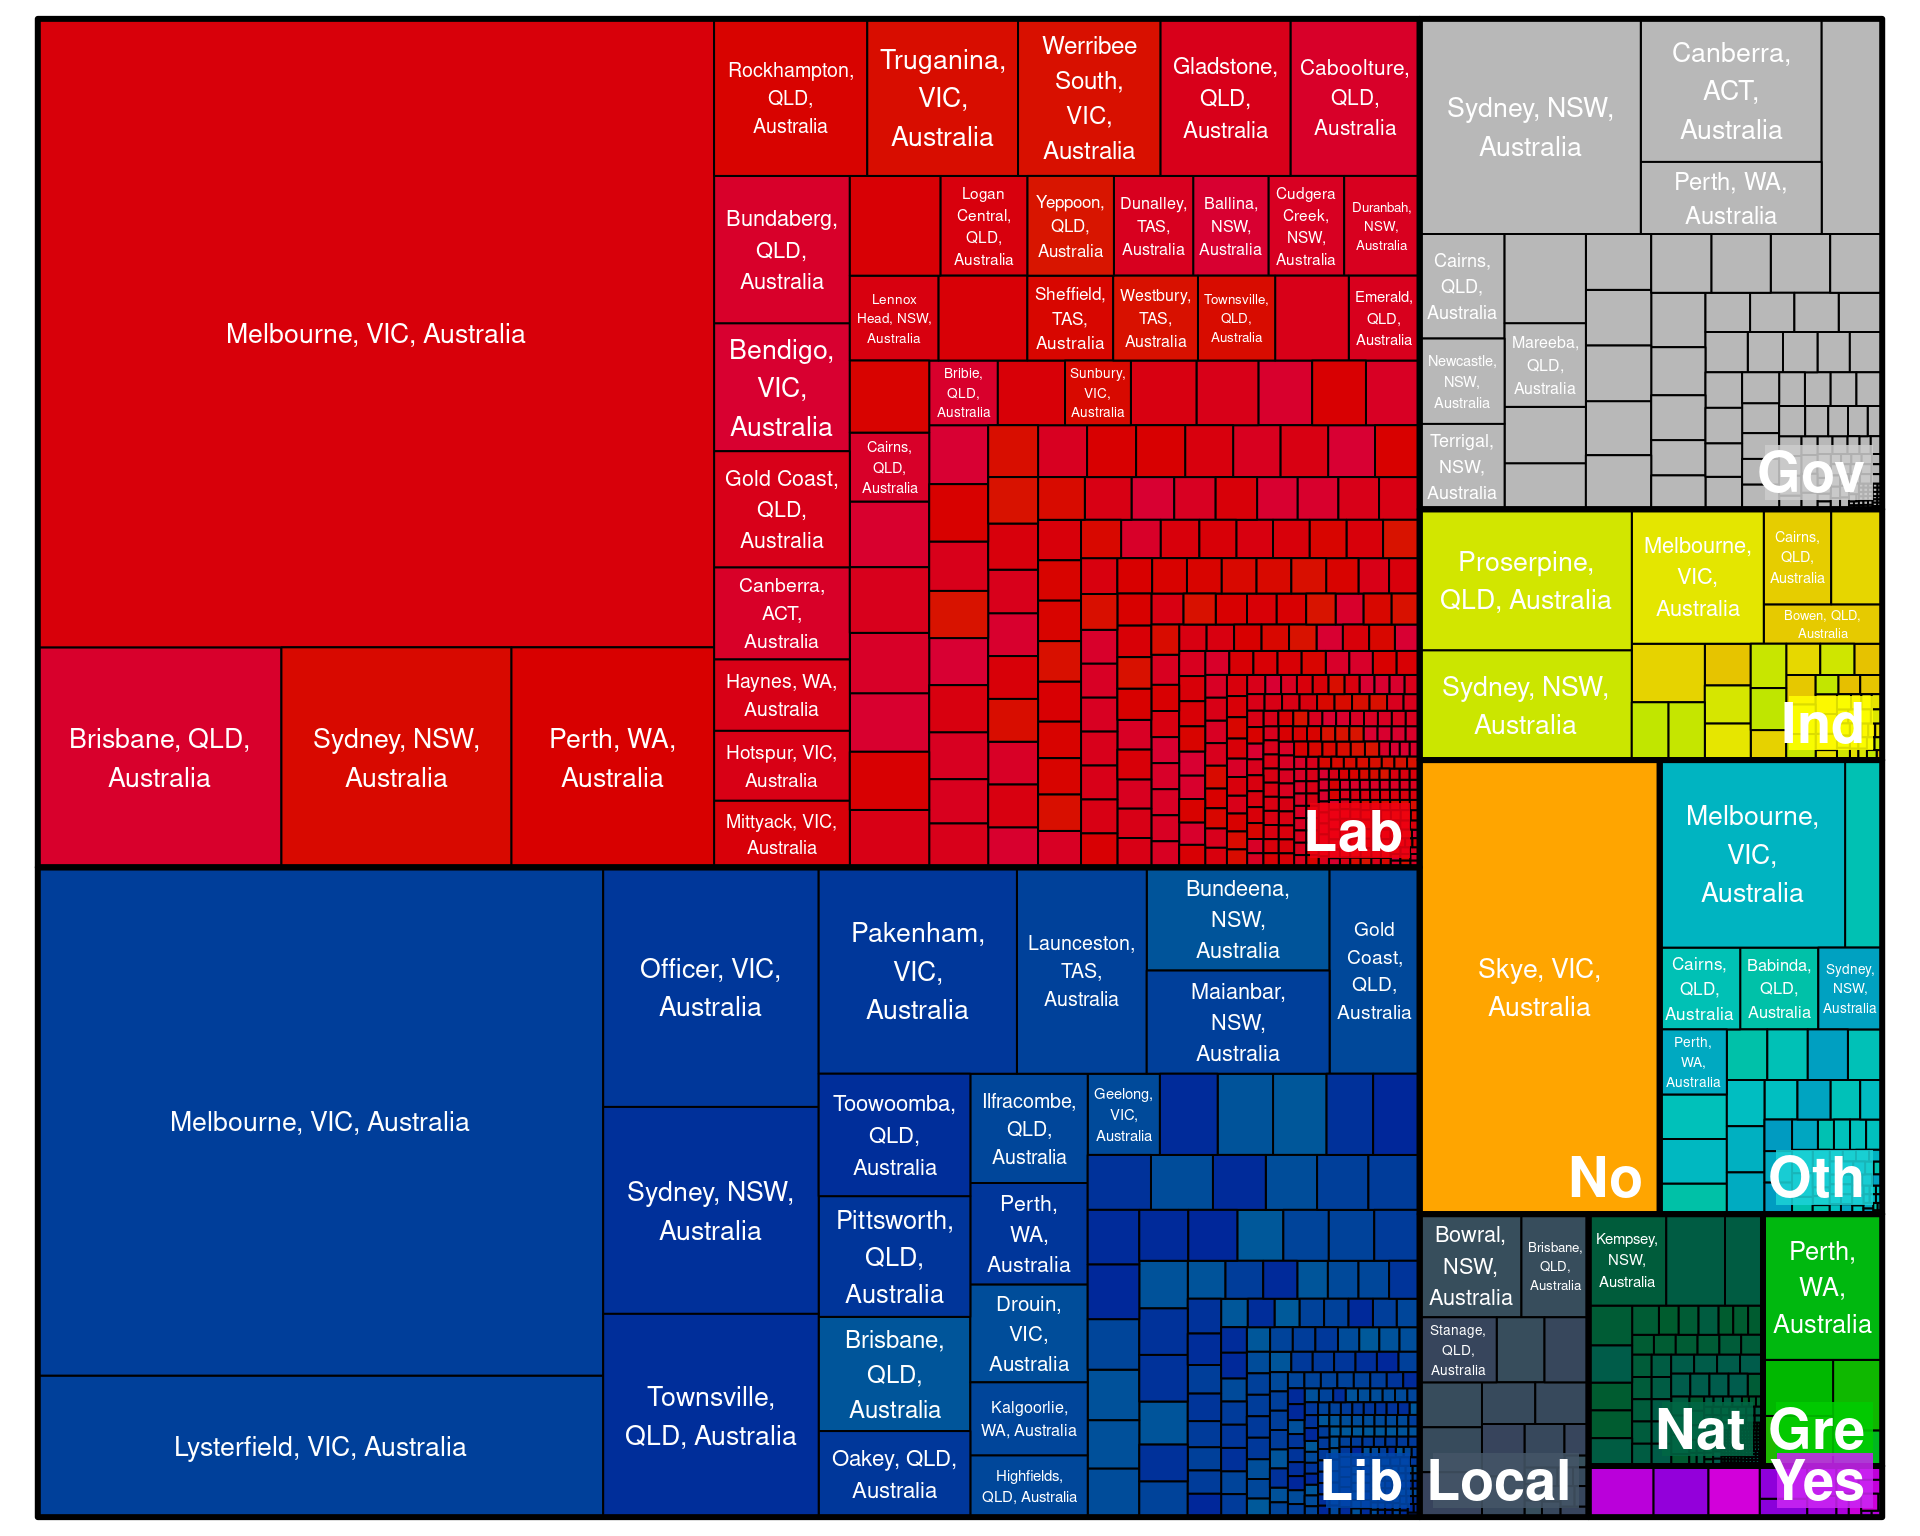 Melbourne, VIC, Australia
Brisbane, QLD,
Australia
Sydney, NSW,
Australia
Perth, WA,
Australia
Rockhampton,
QLD,
Australia
Truganina,
VIC,
Australia
Werribee
South,
VIC,
Australia
Gladstone,
QLD,
Australia
Caboolture,
QLD,
Australia
Bundaberg,
QLD,
Australia
Bendigo,
VIC,
Australia
Gold Coast,
QLD,
Australia
Canberra,
ACT,
Australia
Haynes, WA,
Australia
Hotspur, VIC,
Australia
Mittyack, VIC,
Australia
Logan
Central,
QLD,
Australia
Yeppoon,
QLD,
Australia
Dunalley,
TAS,
Australia
Ballina,
NSW,
Australia
Cudgera
Creek,
NSW,
Australia
Duranbah,
NSW,
Australia
Lennox
Head, NSW,
Australia
Sheffield,
TAS,
Australia
Westbury,
TAS,
Australia
Townsville,
QLD,
Australia
Emerald,
QLD,
Australia
Bribie,
QLD,
Australia
Sunbury,
VIC,
Australia
Cairns,
QLD,
Australia
Lab
Melbourne, VIC, Australia
Lysterfield, VIC, Australia
Officer, VIC,
Australia
Sydney, NSW,
Australia
Townsville,
QLD, Australia
Pakenham,
VIC,
Australia
Launceston,
TAS,
Australia
Bundeena,
NSW,
Australia
Maianbar,
NSW,
Australia
Gold
Coast,
QLD,
Australia
Toowoomba,
QLD,
Australia
Pittsworth,
QLD,
Australia
Brisbane,
QLD,
Australia
Oakey, QLD,
Australia
Ilfracombe,
QLD,
Australia
Perth,
WA,
Australia
Drouin,
VIC,
Australia
Kalgoorlie,
WA, Australia
Highfields,
QLD, Australia
Geelong,
VIC,
Australia
Lib
Sydney, NSW,
Australia
Canberra,
ACT,
Australia
Perth, WA,
Australia
Cairns,
QLD,
Australia
Newcastle,
NSW,
Australia
Terrigal,
NSW,
Australia
Mareeba,
QLD,
Australia
Gov
Proserpine,
QLD, Australia
Sydney, NSW,
Australia
Melbourne,
VIC,
Australia
Cairns,
QLD,
Australia
Bowen, QLD,
Australia
Ind
Skye, VIC,
Australia
No
Melbourne,
VIC,
Australia
Cairns,
QLD,
Australia
Babinda,
QLD,
Australia
Sydney,
NSW,
Australia
Perth,
WA,
Australia
Oth
Bowral,
NSW,
Australia
Brisbane,
QLD,
Australia
Stanage,
QLD,
Australia
Local
Kempsey,
NSW,
Australia
Nat
Perth,
WA,
Australia
Gre
Yes